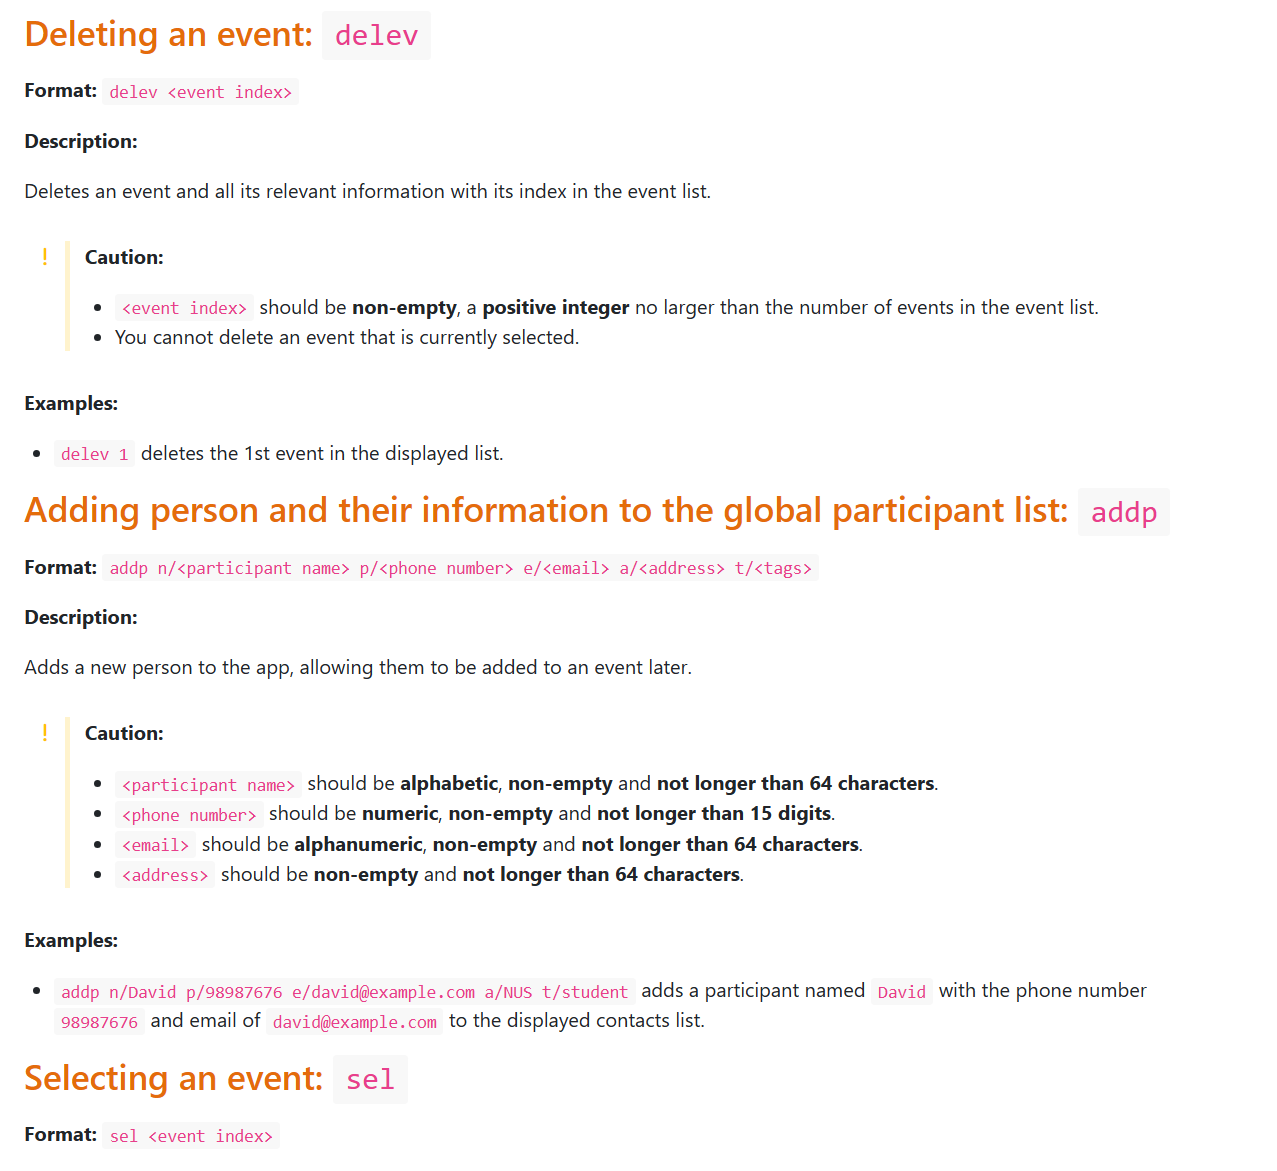 Deleting an event: delev
Format: delev <event index>
Description:
Deletes an event and all its relevant information with its index in the event list.
! Caution:
• <event index> should be non-empty, a positive integer no larger than the number of events in the event list.
• You cannot delete an event that is currently selected.
Examples:
• delev 1 deletes the 1st event in the displayed list.
Adding person and their information to the global participant list: addp
Format: addp n/<participant name> p/<phone number> e/<email> a/<address> t/<tags>
Description:
Adds a new person to the app, allowing them to be added to an event later.
! Caution:
• <participant name> should be alphabetic, non-empty and not longer than 64 characters.
• <phone number> should be numeric, non-empty and not longer than 15 digits.
• <email> should be alphanumeric, non-empty and not longer than 64 characters.
• <address> should be non-empty and not longer than 64 characters.
Examples:
• addp n/David p/98987676 e/david@example.com a/NUS t/student adds a participant named David with the phone number
98987676 and email of david@example.com to the displayed contacts list.
Selecting an event: sel
Format: sel <event index>